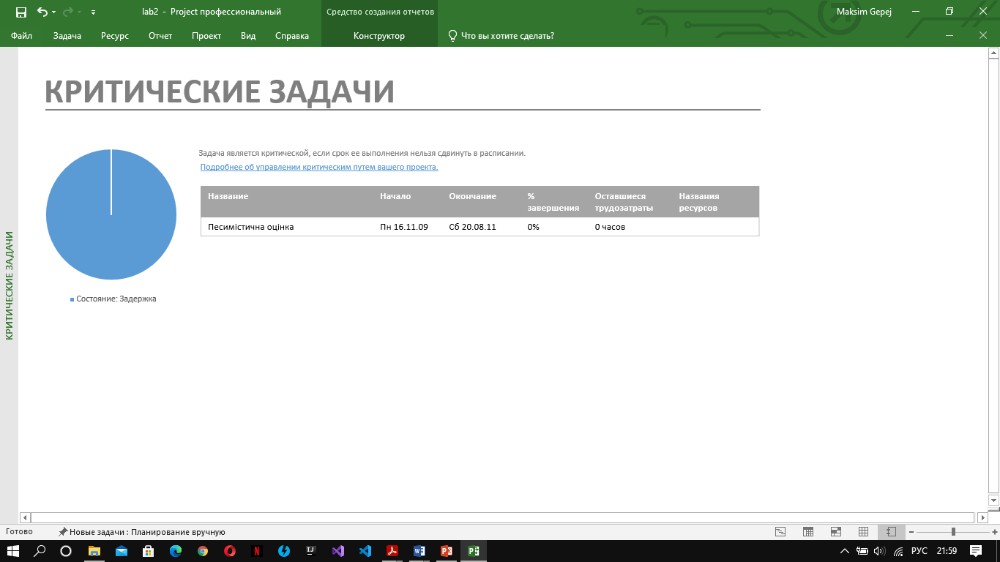 lab2 - Project профессиональный
Средство создания отчетов
Maksim Gepej
Файл Задача Ресурс Отчет Проект Вид Справка Конструктор Что вы хотите сделать?
КРИТИЧЕСКИЕ ЗАДАЧИ
КРИТИЧЕСКИЕ ЗАДАЧИ
Задача является критической, если срок ее выполнения нельзя сдвинуть в расписании.
Подробнее об управлении критическим путем вашего проекта.
Название Начало Окончание % завершения Оставшиеся трудозатраты Названия ресурсов
Песимістична оцінка Пн 16.11.09 Сб 20.08.11 0% 0 часов
Состояние: Задержка
Готово Новые задачи : Планирование вручную
РУС 21:59